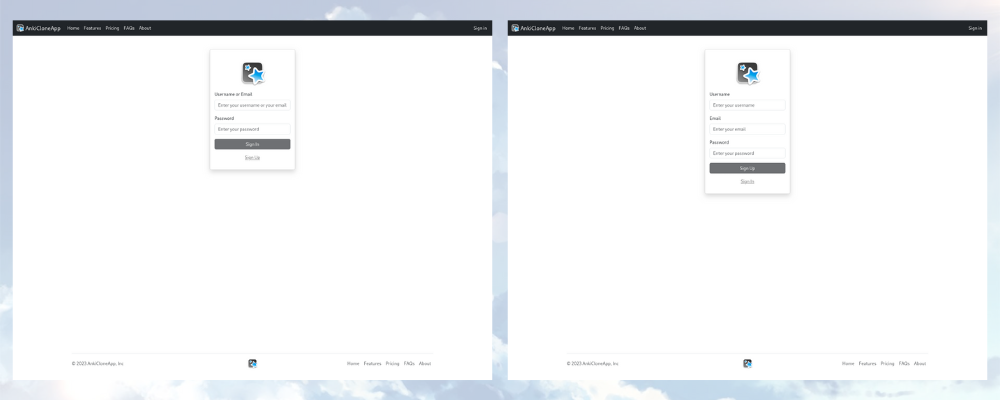 AnkiCloneApp Home Features Pricing FAQs About Sign in
Username or Email
Enter your username or your email
Password
Enter your password
Sign In
Sign Up
© 2023 AnkiCloneApp, Inc
Home Features Pricing FAQs About
AnkiCloneApp Home Features Pricing FAQs About Sign in
Username
Enter your username
Email
Enter your email
Password
Enter your password
Sign Up
Sign In
© 2023 AnkiCloneApp, Inc
Home Features Pricing FAQs About